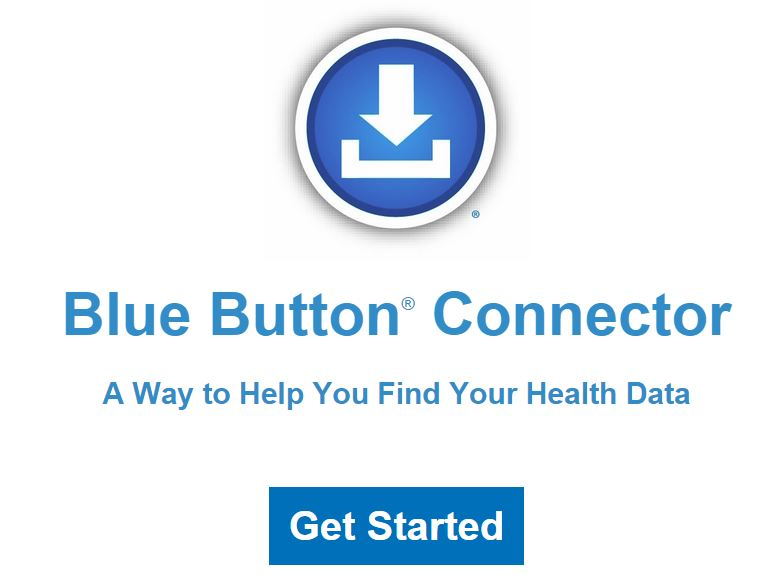 ®
Blue Button® Connector
A Way to Help You Find Your Health Data
Get Started